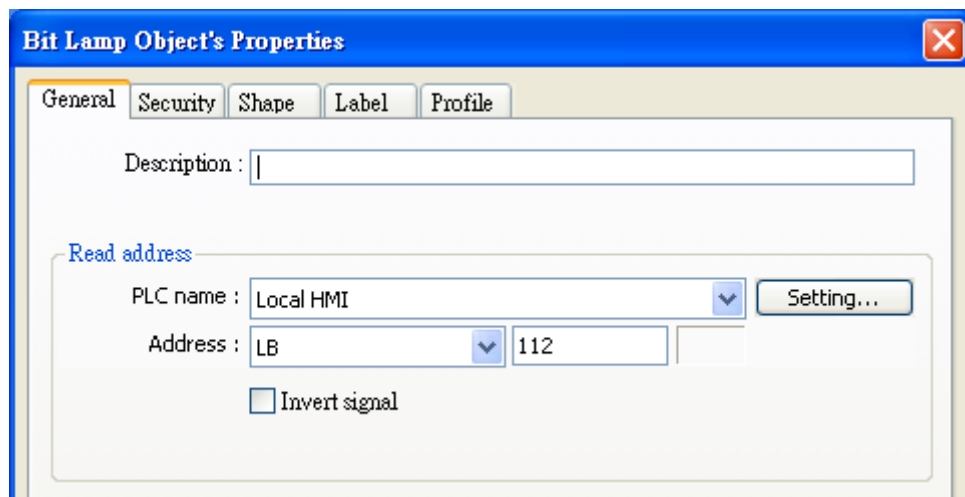 Bit Lamp Object's Properties
General Security Shape Label Profile
Description :
Read address
PLC name : Local HMI Setting...
Address : LB 112
Invert signal